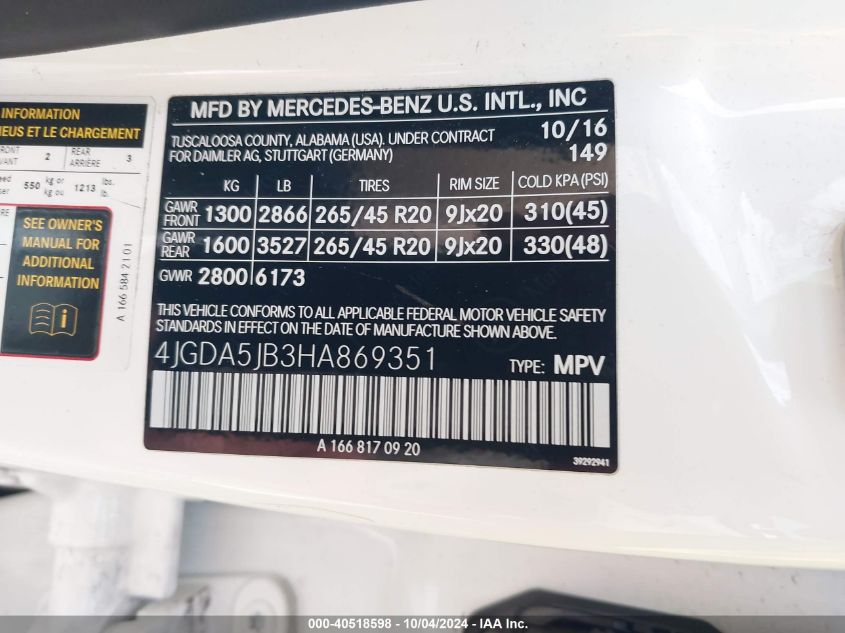 INFORMATION
NEUS ET LE CHARGEMENT
2
REAR
ARRIÈRE
3
550
kg or
kg ou
1213
lbs.
lb.
SEE OWNER'S
MANUAL FOR
ADDITIONAL
INFORMATION
A 166 584 21 01
MFD BY MERCEDES-BENZ U.S. INTL., INC
TUSCALOOSA COUNTY, ALABAMA (USA). UNDER CONTRACT
FOR DAIMLER AG, STUTTGART (GERMANY)
10/16
149
KG LB TIRES RIM SIZE COLD KPA (PSI)
GAWR FRONT 1300 2866 265/45 R20 9Jx20 310(45)
GAWR REAR 1600 3527 265/45 R20 9Jx20 330(48)
GVWR 2800 6173
THIS VEHICLE CONFORMS TO ALL APPLICABLE FEDERAL MOTOR VEHICLE SAFETY
STANDARDS IN EFFECT ON THE DATE OF MANUFACTURE SHOWN ABOVE.
4JGDA5JB3HA869351
TYPE: MPV
A 166 817 09 20
39292941
000-40518598 - 10/04/2024 - IAA Inc.